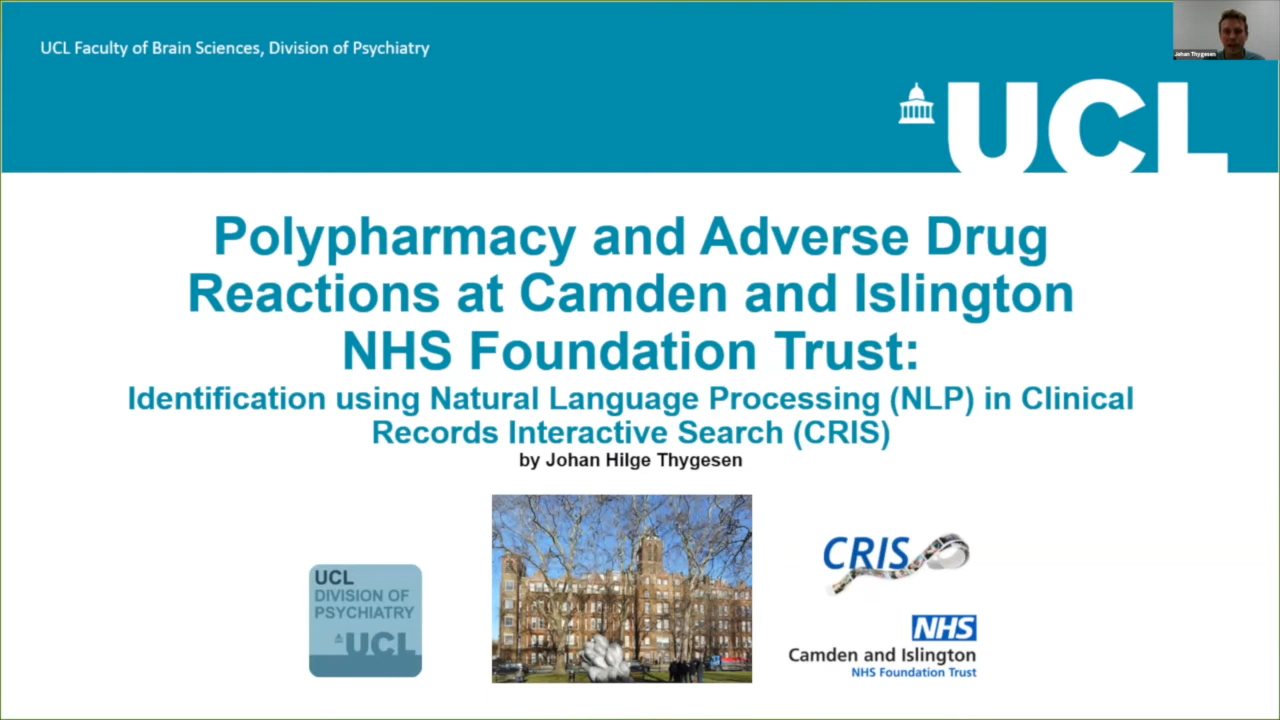 UCL Faculty of Brain Sciences, Division of Psychiatry
Johan Thygesen
UCL
Polypharmacy and Adverse Drug
Reactions at Camden and Islington
NHS Foundation Trust:
Identification using Natural Language Processing (NLP) in Clinical
Records Interactive Search (CRIS)
by Johan Hilge Thygesen
UCL
DIVISION OF
PSYCHIATRY
UCL
CRIS
NHS
Camden and Islington
NHS Foundation Trust